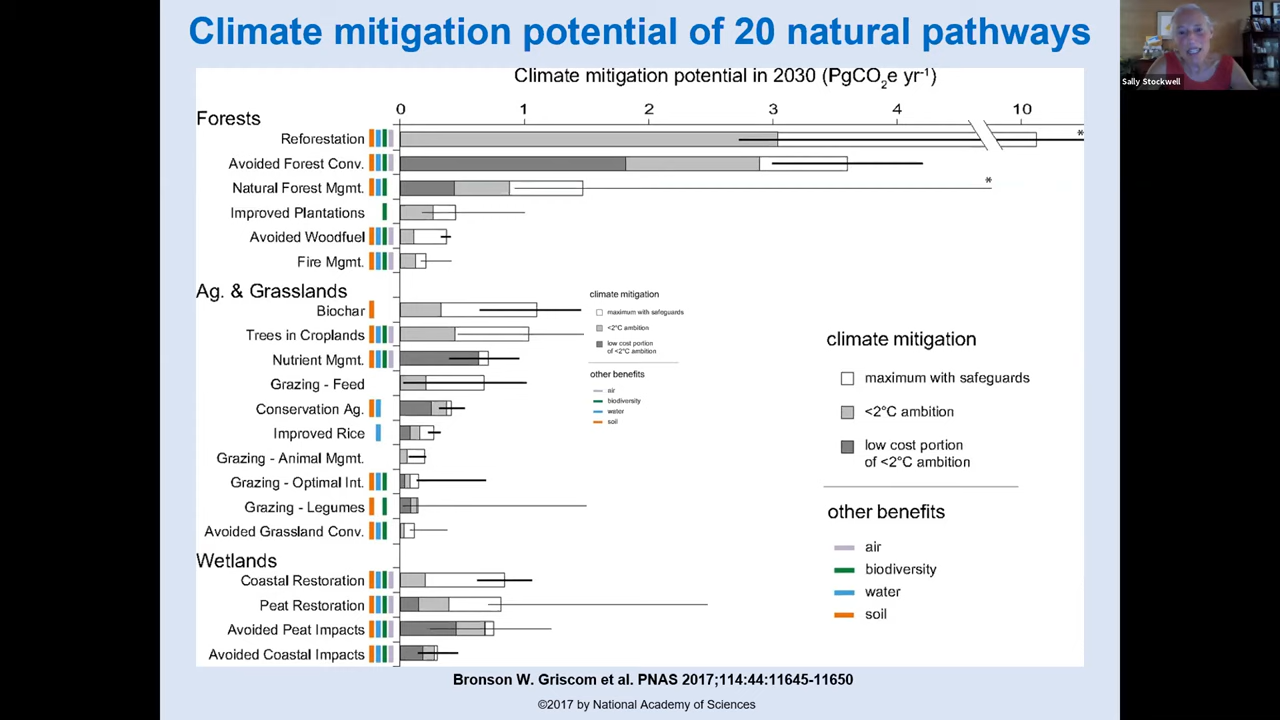 Climate mitigation potential of 20 natural pathways
Sally Stockwell
Climate mitigation potential in 2030 (PgCO2e yr-1)
0 1 2 3 4 10
Forests
Reforestation
*
Avoided Forest Conv.
Natural Forest Mgmt.
*
Improved Plantations
Avoided Woodfuel
Fire Mgmt.
Ag. & Grasslands
Biochar
Trees in Croplands
Nutrient Mgmt.
Grazing - Feed
Conservation Ag.
Improved Rice
Grazing - Animal Mgmt.
Grazing - Optimal Int.
Grazing - Legumes
Avoided Grassland Conv.
Wetlands
Coastal Restoration
Peat Restoration
Avoided Peat Impacts
Avoided Coastal Impacts
climate mitigation
maximum with safeguards
<2°C ambition
low cost portion
of <2°C ambition
other benefits
air
biodiversity
water
soil
climate mitigation
maximum with safeguards
<2°C ambition
low cost portion
of <2°C ambition
other benefits
air
biodiversity
water
soil
Bronson W. Griscom et al. PNAS 2017;114:44:11645-11650
©2017 by National Academy of Sciences